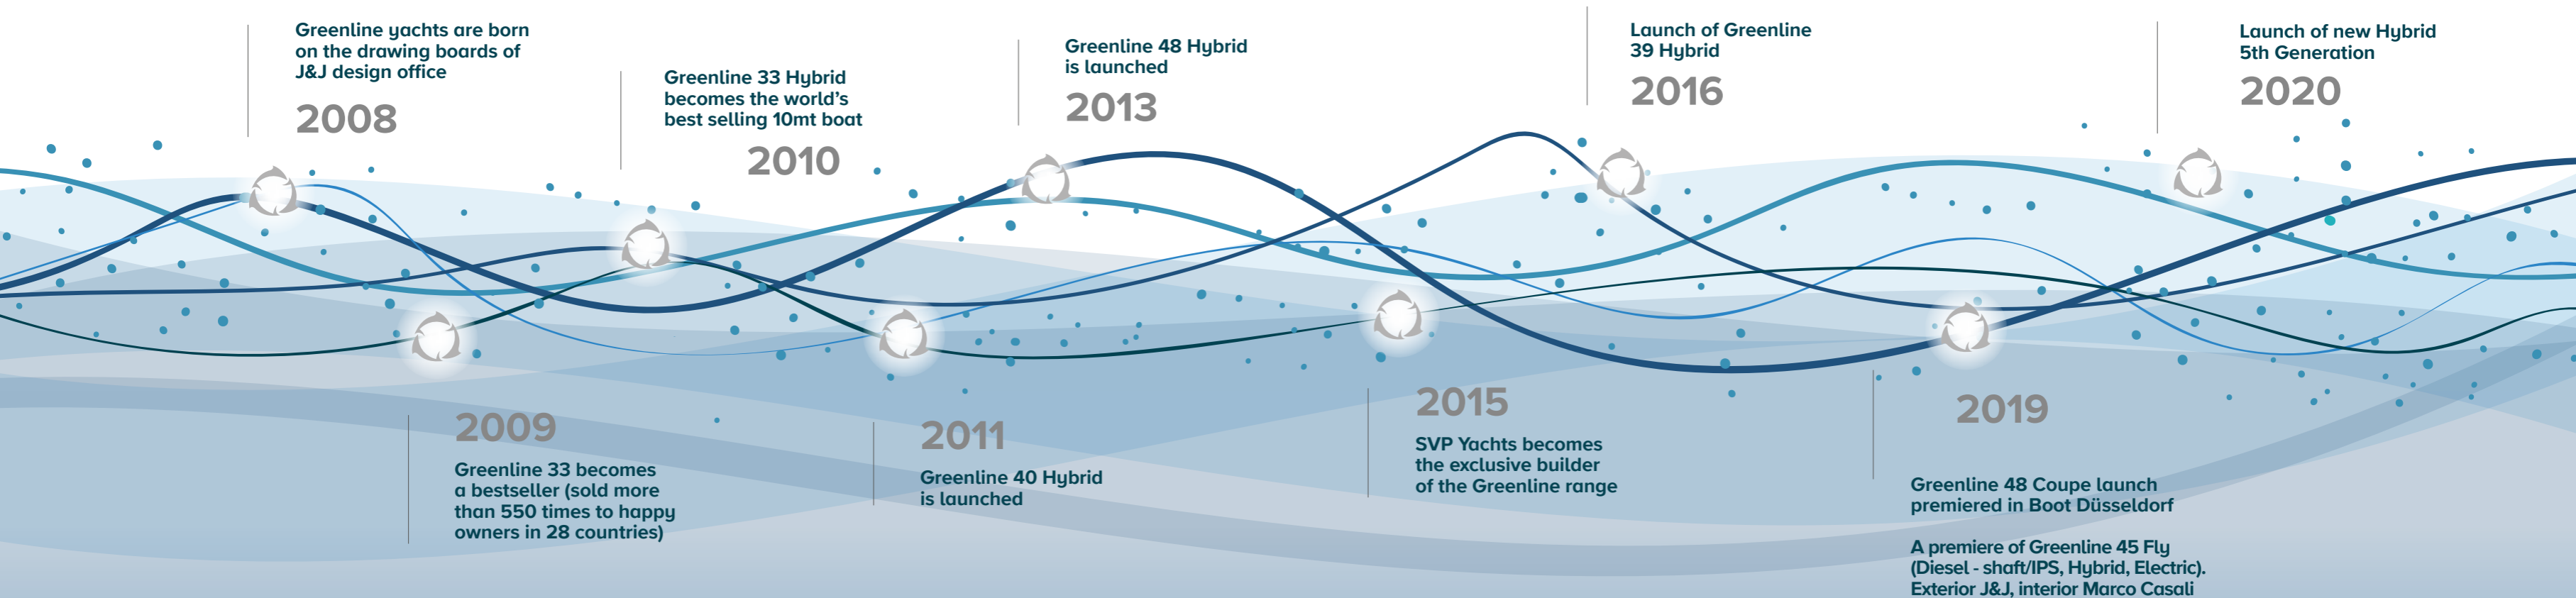 Greenline yachts are born
on the drawing boards of
J&J design office
2008
2009
Greenline 33 becomes
a bestseller (sold more
than 550 times to happy
owners in 28 countries)
Greenline 33 Hybrid
becomes the world’s
best selling 10mt boat
2010
2011
Greenline 40 Hybrid
is launched
Greenline 48 Hybrid
is launched
2013
2015
SVP Yachts becomes
the exclusive builder
of the Greenline range
Launch of Greenline
39 Hybrid
2016
2019
Greenline 48 Coupe launch
premiered in Boot Düsseldorf
A premiere of Greenline 45 Fly
(Diesel - shaft/IPS, Hybrid, Electric).
Exterior J&J, interior Marco Casali
Launch of new Hybrid
5th Generation
2020